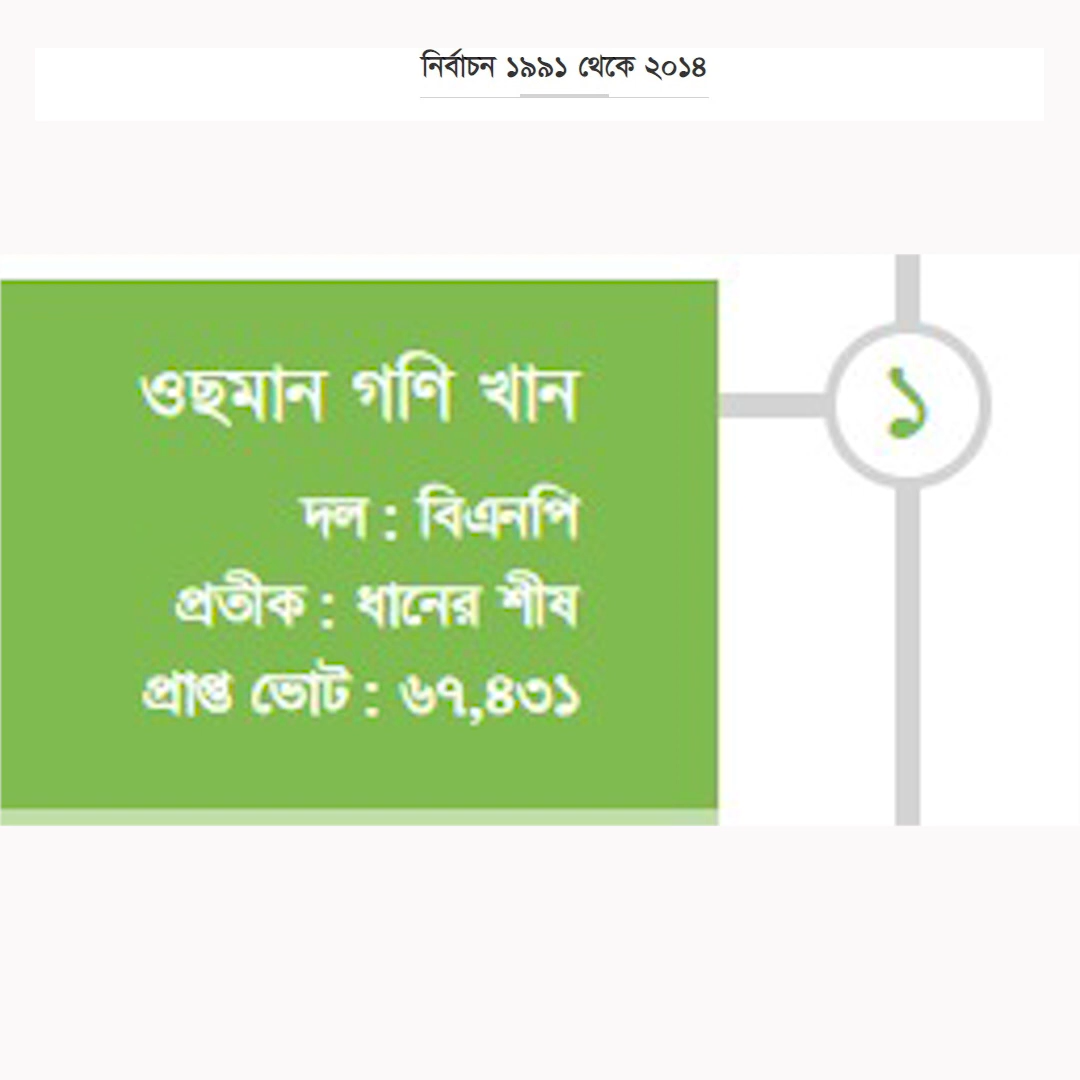 নির্বাচন ১৯৯১ থেকে ২০১৪
ওছমান গণি খান
১
দল : বিএনপি
প্রতীক : ধানের শীষ
প্রাপ্ত ভোট : ৬৭,৪৩১